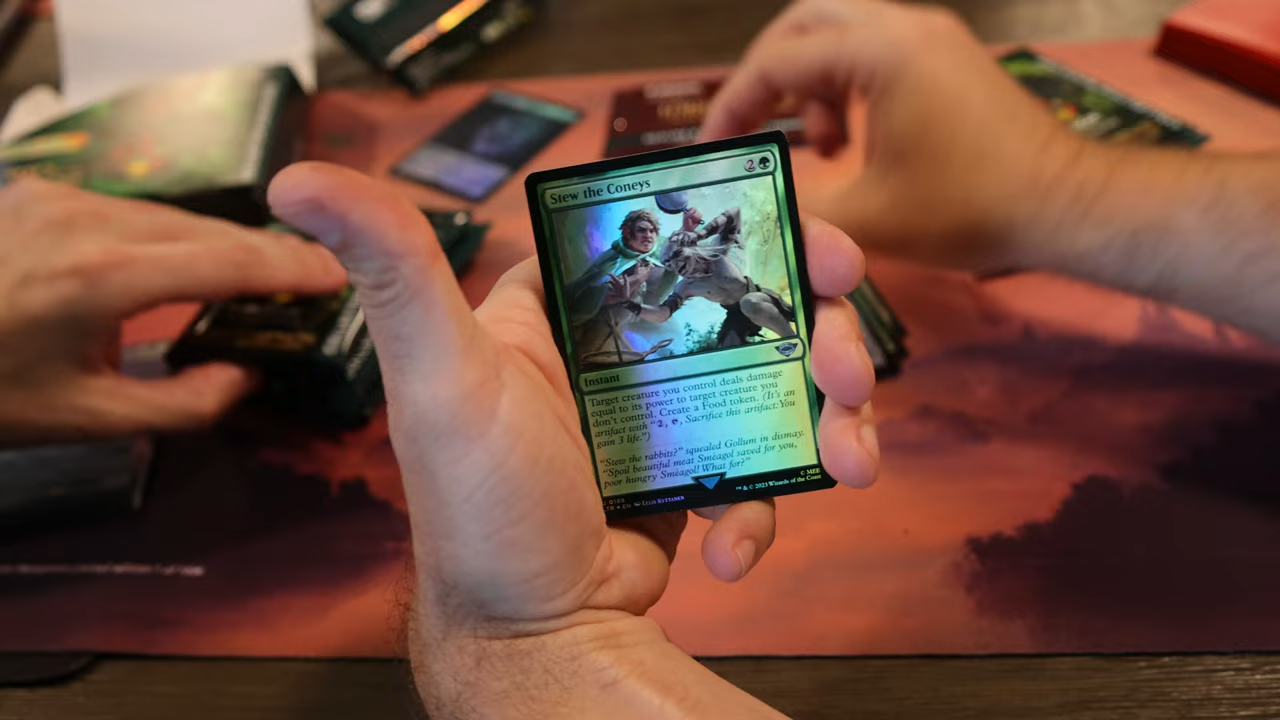 Stew the Coneys
2
Instant
Target creature you control deals damage
equal to its power to target creature you
don't control. Create a Food token. (It's an
artifact with "2, T, Sacrifice this artifact: You
gain 3 life.")
"Stew the rabbits?" squealed Gollum in dismay.
"Spoil beautiful meat Sméagol saved for you,
poor hungry Sméagol! What for?"
© MEE
™ & © 2023 Wizards of the Coast